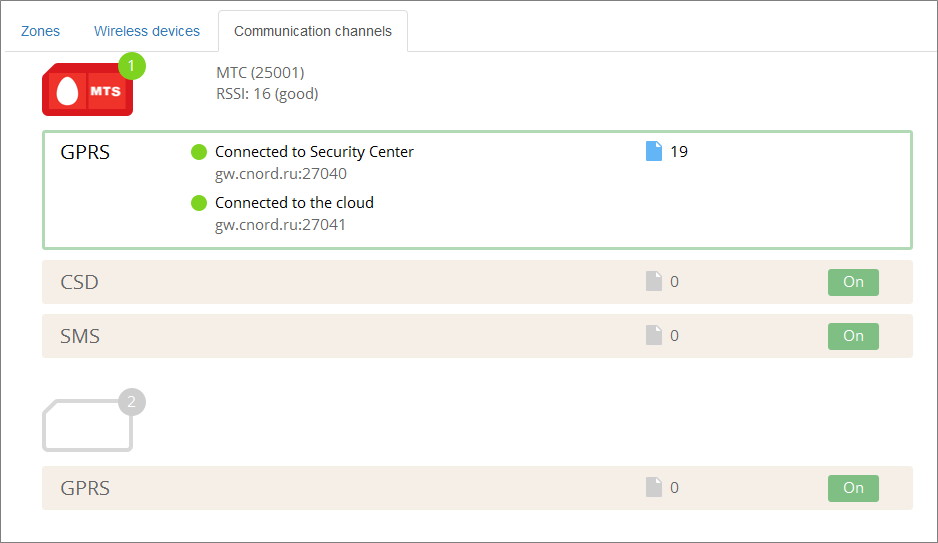 Zones Wireless devices Communication channels
1
MTS
MTC (25001)
RSSI: 16 (good)
GPRS Connected to Security Center 19
gw.cnord.ru:27040
Connected to the cloud
gw.cnord.ru:27041
CSD 0 On
SMS 0 On
2
GPRS 0 On